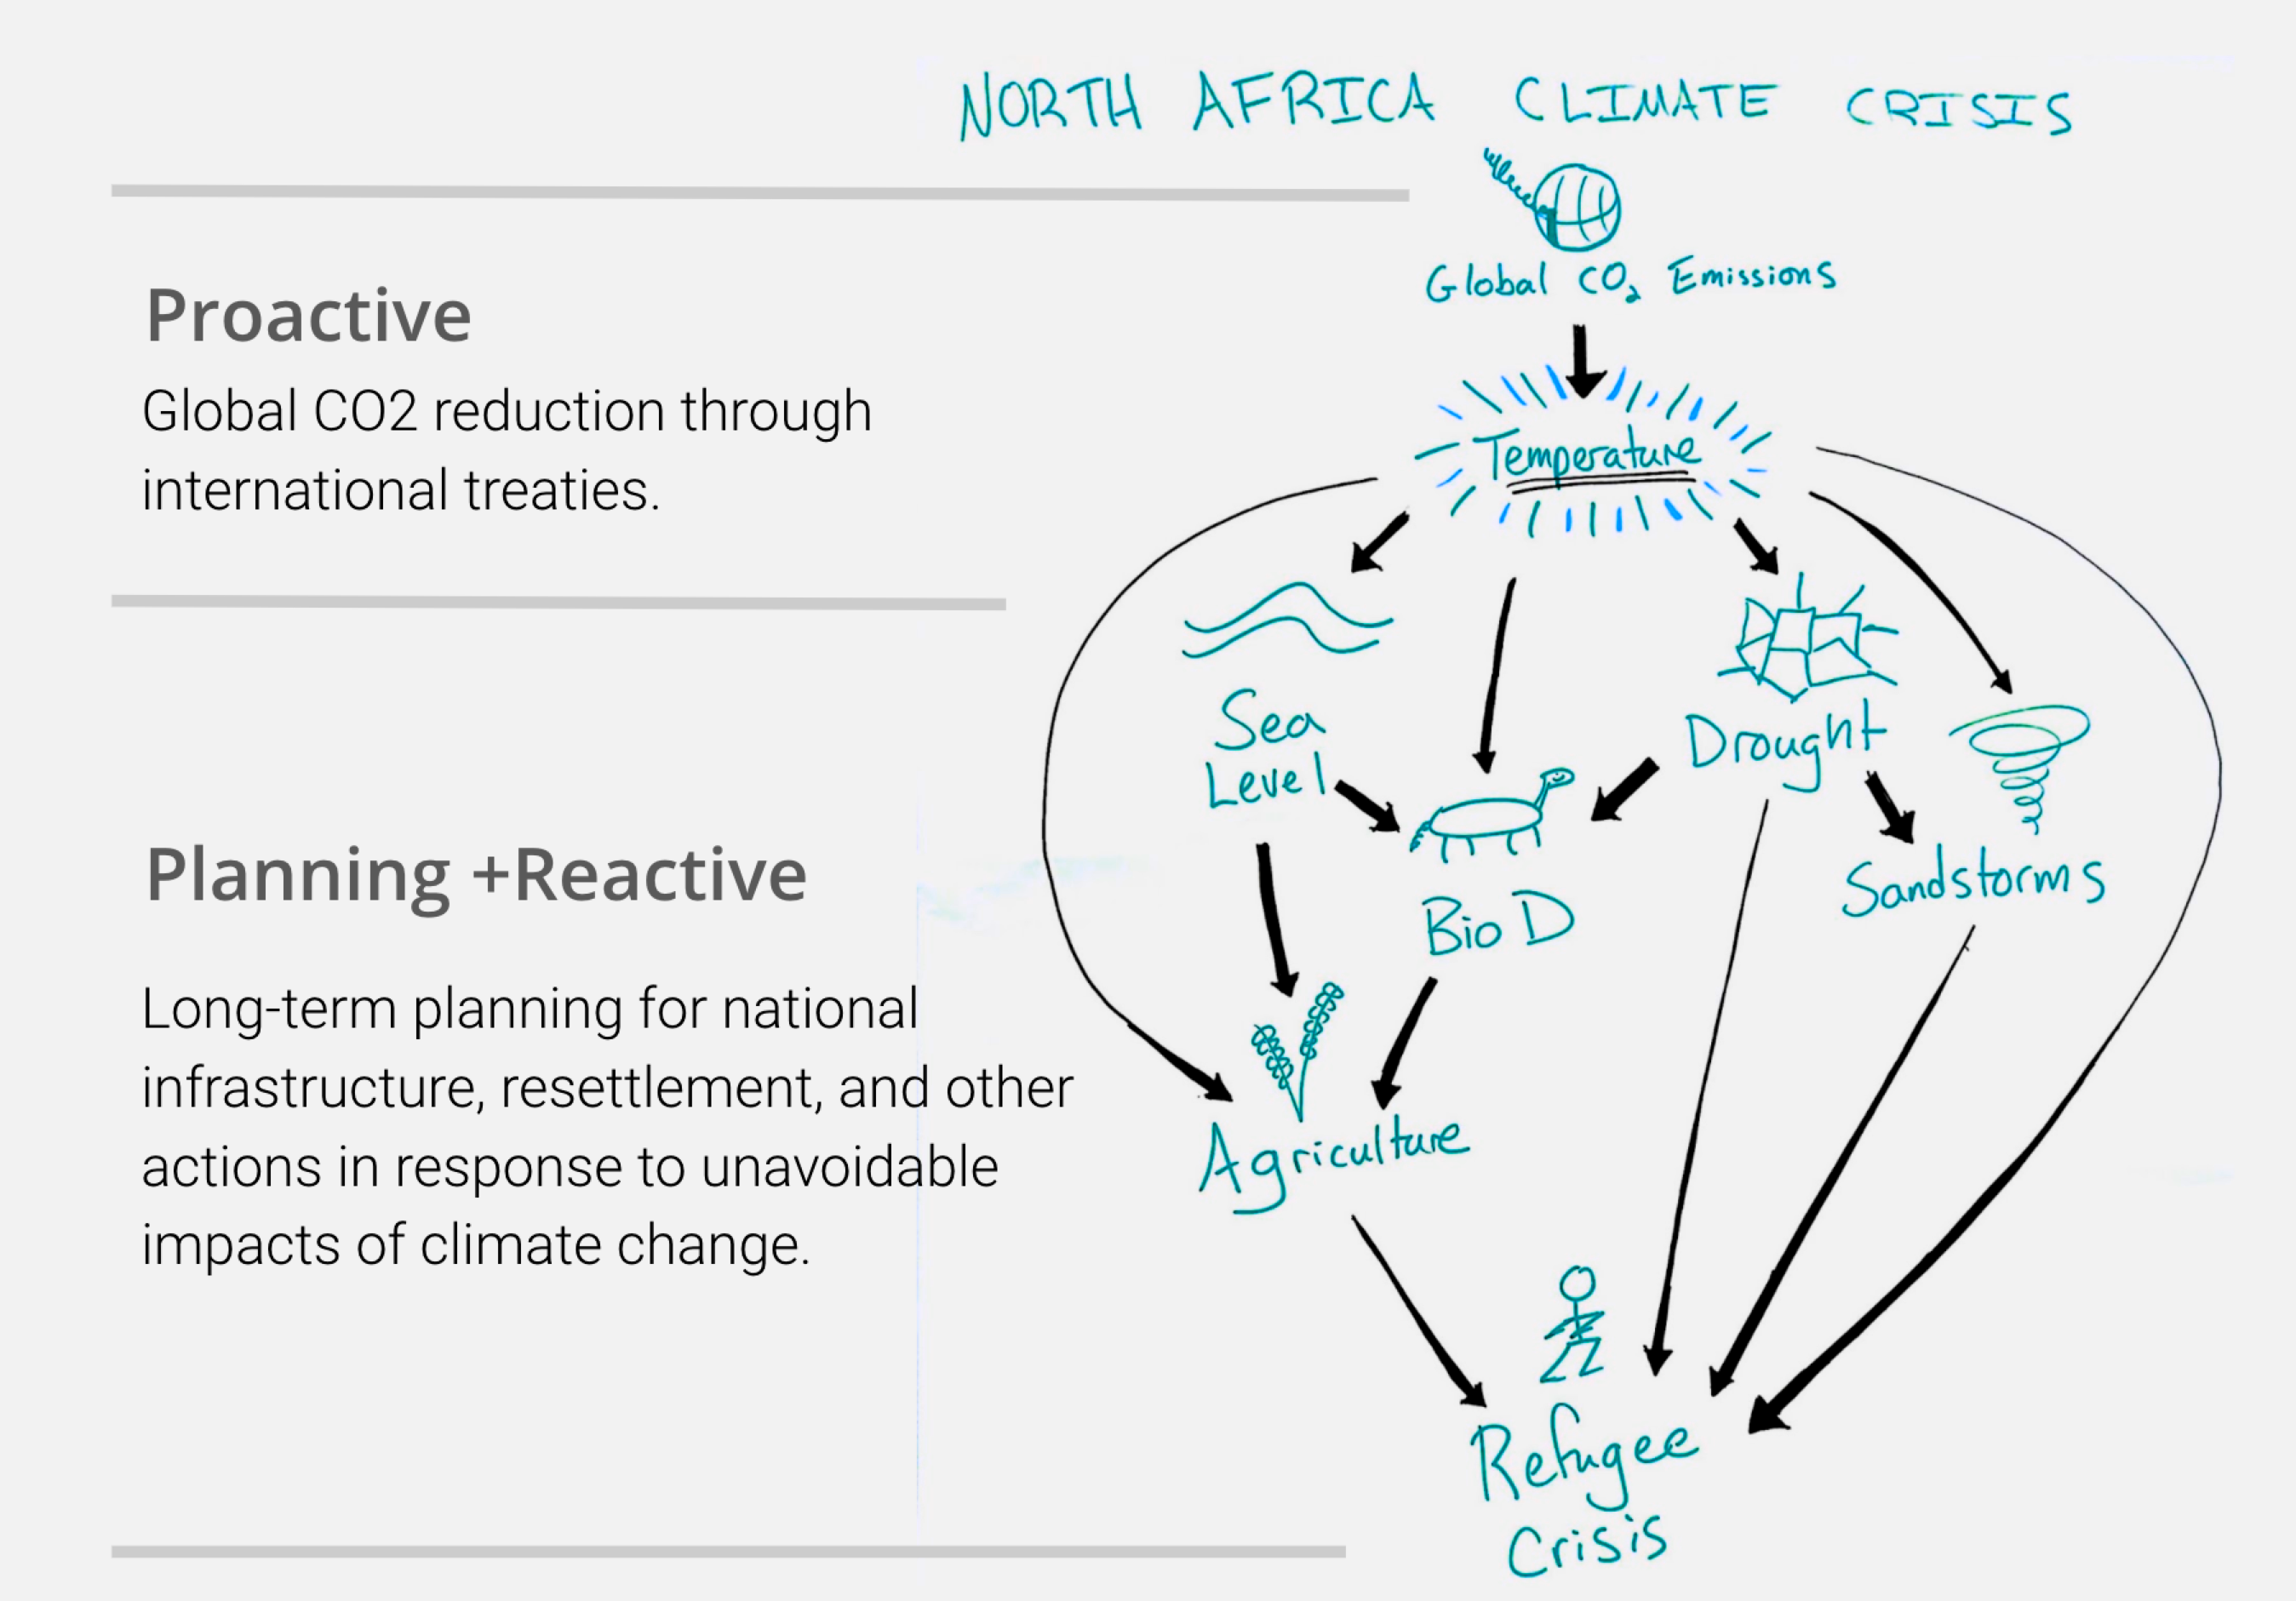 NORTH AFRICA CLIMATE CRISIS
Global CO₂ Emissions
Proactive
Global CO2 reduction through
international treaties.
Temperature
Sea
Level
Drought
Bio D
Sandstorms
Planning +Reactive
Long-term planning for national
infrastructure, resettlement, and other
actions in response to unavoidable
impacts of climate change.
Agriculture
Refugee
Crisis